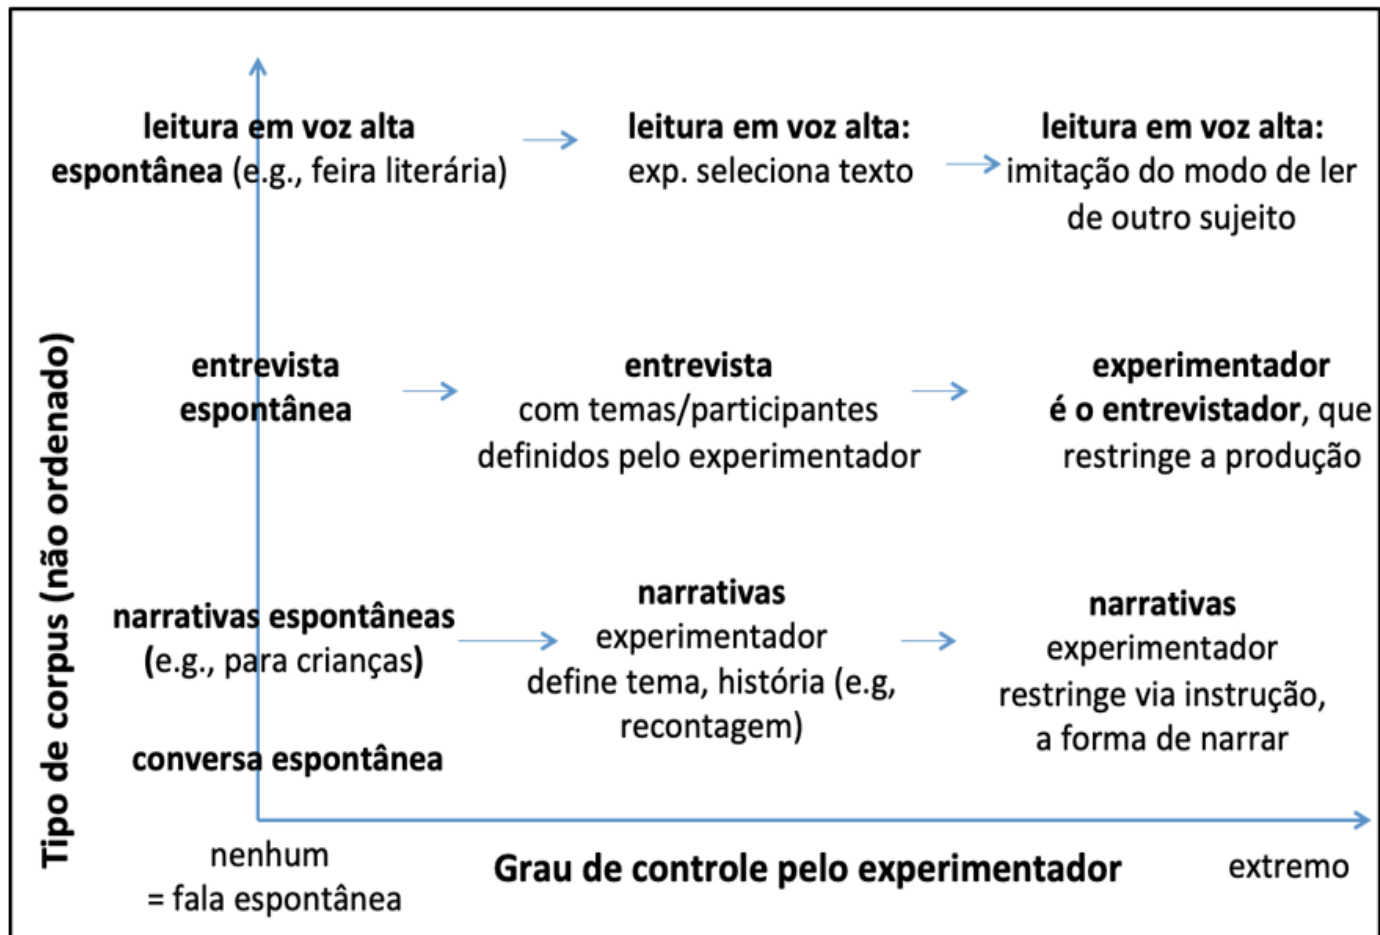 leitura em voz alta
espontânea (e.g., feira literária)
leitura em voz alta:
exp. seleciona texto
leitura em voz alta:
imitação do modo de ler
de outro sujeito
entrevista
espontânea
entrevista
com temas/participantes
definidos pelo experimentador
experimentador
é o entrevistador, que
restringe a produção
narrativas espontâneas
(e.g., para crianças)
narrativas
experimentador
define tema, história (e.g,
recontagem)
narrativas
experimentador
restringe via instrução,
a forma de narrar
conversa espontânea
Tipo de corpus (não ordenado)
nenhum
= fala espontânea
Grau de controle pelo experimentador
extremo